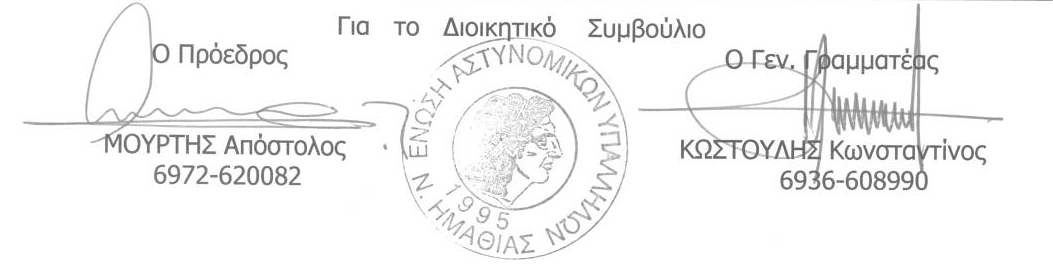 Για το Διοικητικό Συμβούλιο
Ο Πρόεδρος
Ο Γεν. Γραμματέας
ΕΝΩΣΗ ΑΣΤΥΝΟΜΙΚΩΝ ΥΠΑΛΛΗΛΩΝ
Ν. ΗΜΑΘΙΑΣ
1995
ΜΟΥΡΤΗΣ Απόστολος
6972-620082
ΚΩΣΤΟΥΛΗΣ Κωνσταντίνος
6936-608990